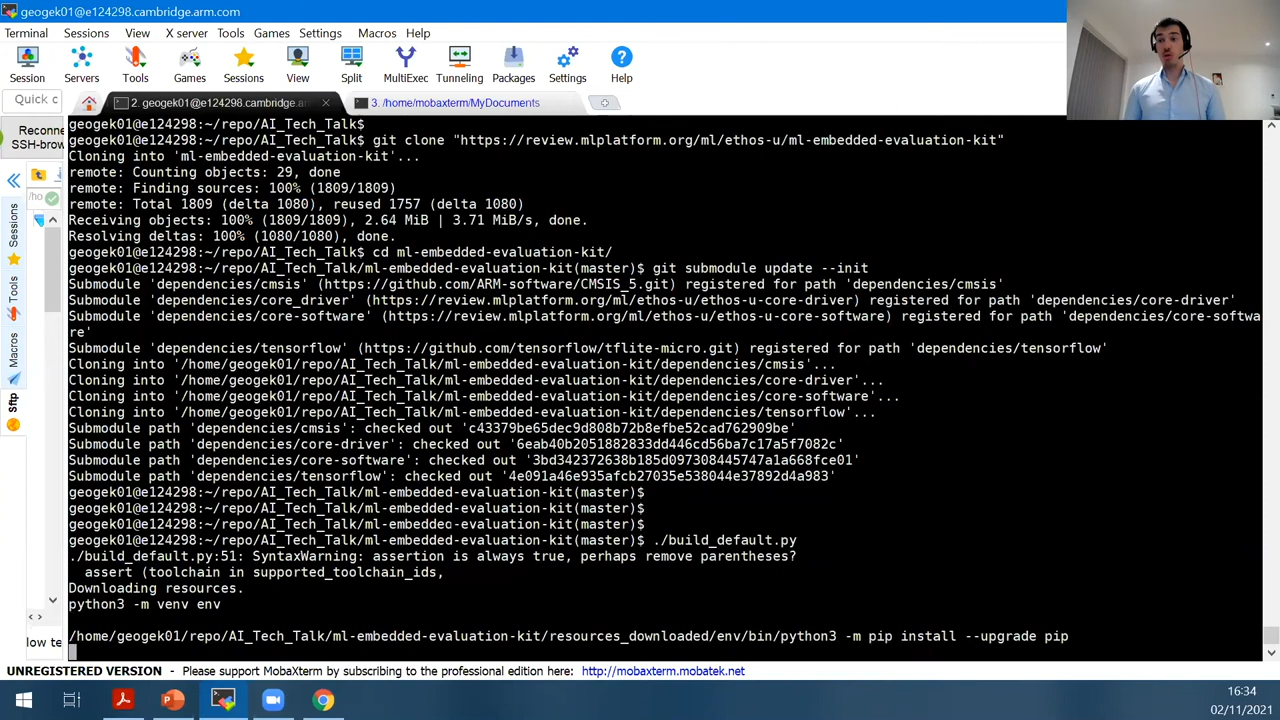 geogek01@e124298.cambridge.arm.com
Terminal Sessions View X server Tools Games Settings Macros Help
Session Servers Tools Games Sessions View Split MultiExec Tunneling Packages Settings Help
Quick c
2. geogek01@e124298.cambridge.ar
3. /home/mobaxterm/MyDocuments
Reconne
SSH-brow
/ho
Sessions
Tools
Macros
Sftp
low te
geogek01@e124298:~/repo/AI_Tech_Talk$
geogek01@e124298:~/repo/AI_Tech_Talk$ git clone "https://review.mlplatform.org/ml/ethos-u/ml-embedded-evaluation-kit"
Cloning into 'ml-embedded-evaluation-kit'...
remote: Counting objects: 29, done
remote: Finding sources: 100% (1809/1809)
remote: Total 1809 (delta 1080), reused 1757 (delta 1080)
Receiving objects: 100% (1809/1809), 2.64 MiB | 3.71 MiB/s, done.
Resolving deltas: 100% (1080/1080), done.
geogek01@e124298:~/repo/AI_Tech_Talk$ cd ml-embedded-evaluation-kit/
geogek01@e124298:~/repo/AI_Tech_Talk/ml-embedded-evaluation-kit(master)$ git submodule update --init
Submodule 'dependencies/cmsis' (https://github.com/ARM-software/CMSIS_5.git) registered for path 'dependencies/cmsis'
Submodule 'dependencies/core_driver' (https://review.mlplatform.org/ml/ethos-u/ethos-u-core-driver) registered for path 'dependencies/core-driver'
Submodule 'dependencies/core-software' (https://review.mlplatform.org/ml/ethos-u/ethos-u-core-software) registered for path 'dependencies/core-softwa
re'
Submodule 'dependencies/tensorflow' (https://github.com/tensorflow/tflite-micro.git) registered for path 'dependencies/tensorflow'
Cloning into '/home/geogek01/repo/AI_Tech_Talk/ml-embedded-evaluation-kit/dependencies/cmsis'...
Cloning into '/home/geogek01/repo/AI_Tech_Talk/ml-embedded-evaluation-kit/dependencies/core-driver'...
Cloning into '/home/geogek01/repo/AI_Tech_Talk/ml-embedded-evaluation-kit/dependencies/core-software'...
Cloning into '/home/geogek01/repo/AI_Tech_Talk/ml-embedded-evaluation-kit/dependencies/tensorflow'...
Submodule path 'dependencies/cmsis': checked out 'c43379be65dec9d808b72b8efbe52cad762909be'
Submodule path 'dependencies/core-driver': checked out '6eab40b2051882833dd446cd56ba7c17a5f7082c'
Submodule path 'dependencies/core-software': checked out '3bd342372638b185d097308445747a1a668fce01'
Submodule path 'dependencies/tensorflow': checked out '4e091a46e935afcb27035e538044e37892d4a983'
geogek01@e124298:~/repo/AI_Tech_Talk/ml-embedded-evaluation-kit(master)$
geogek01@e124298:~/repo/AI_Tech_Talk/ml-embedded-evaluation-kit(master)$
geogek01@e124298:~/repo/AI_Tech_Talk/ml-embedded-evaluation-kit(master)$
geogek01@e124298:~/repo/AI_Tech_Talk/ml-embedded-evaluation-kit(master)$ ./build_default.py
./build_default.py:51: SyntaxWarning: assertion is always true, perhaps remove parentheses?
assert (toolchain in supported_toolchain_ids,
Downloading resources.
python3 -m venv env
/home/geogek01/repo/AI_Tech_Talk/ml-embedded-evaluation-kit/resources_downloaded/env/bin/python3 -m pip install --upgrade pip
UNREGISTERED VERSION - Please support MobaXterm by subscribing to the professional edition here: http://mobaxterm.mobatek.net
16:34
02/11/2021